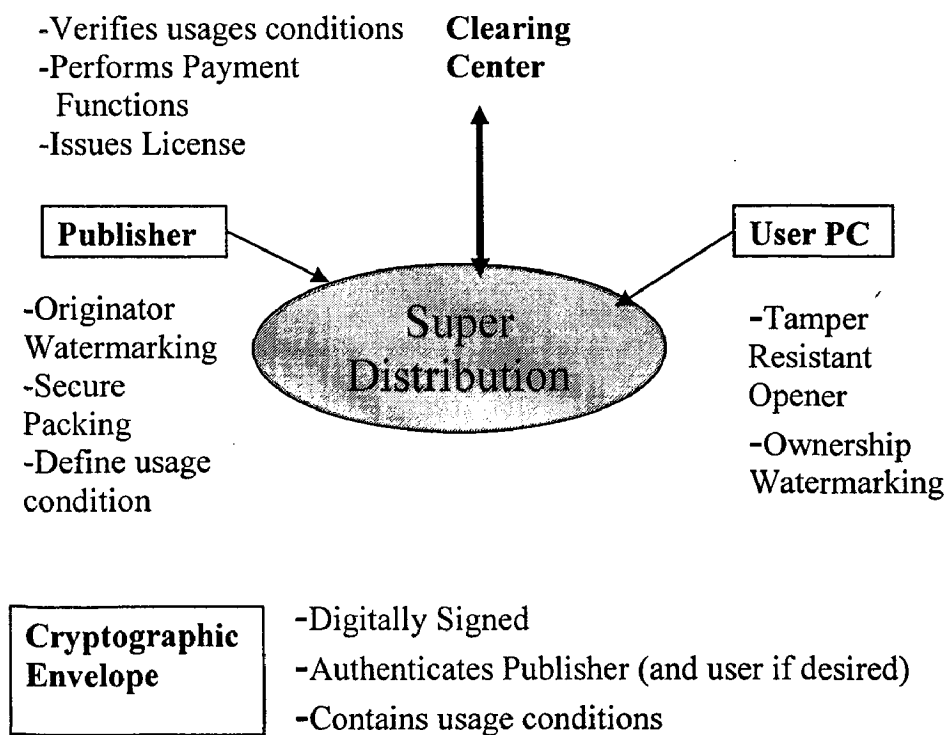 -Verifies usages conditions
-Performs Payment
Functions
-Issues License
Clearing
Center
Publisher
User PC
-Originator
Watermarking
-Secure
Packing
-Define usage
condition
Super
Distribution
-Tamper
Resistant
Opener
-Ownership
Watermarking
Cryptographic
Envelope
-Digitally Signed
-Authenticates Publisher (and user if desired)
-Contains usage conditions